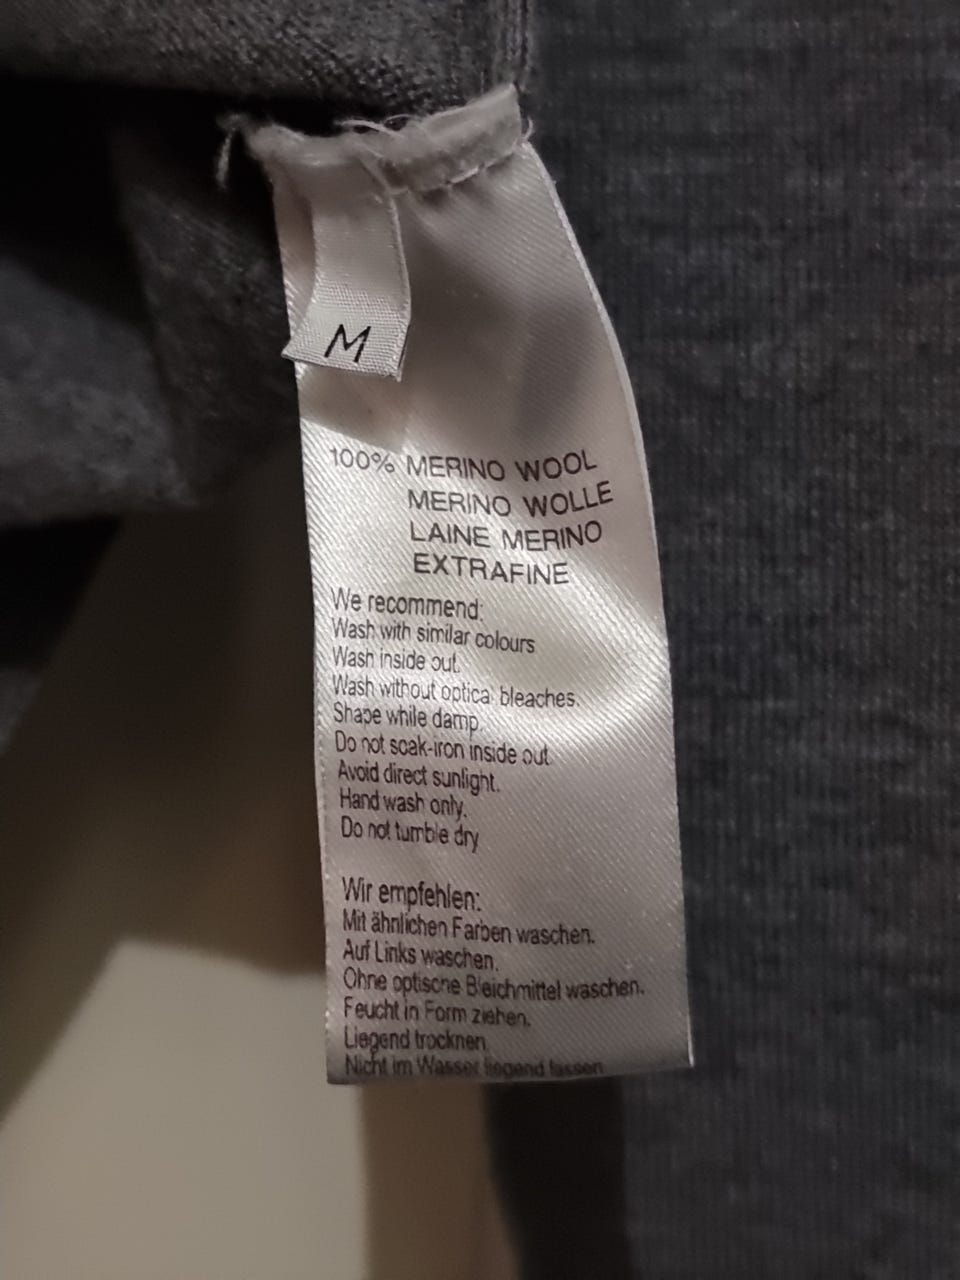 M
100% MERINO WOOL
MERINO WOLLE
LAINE MERINO
EXTRAFINE
We recommend:
Wash with similar colours
Wash inside out.
Wash without optical bleaches.
Shape while damp.
Do not soak-iron inside out
Avoid direct sunlight.
Hand wash only.
Do not tumble dry
Wir empfehlen:
Mit ähnlichen Farben waschen.
Auf Links waschen.
Ohne optische Bleichmittel waschen.
Feucht in Form ziehen.
Liegend trocknen
Nicht im Wasser liegend lassen